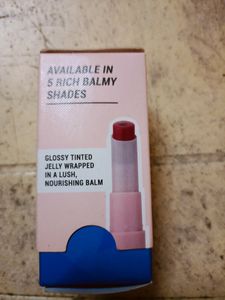 AVAILABLE IN
5 RICH BALMY
SHADES
GLOSSY TINTED
JELLY WRAPPED
IN A LUSH,
NOURISHING BALM